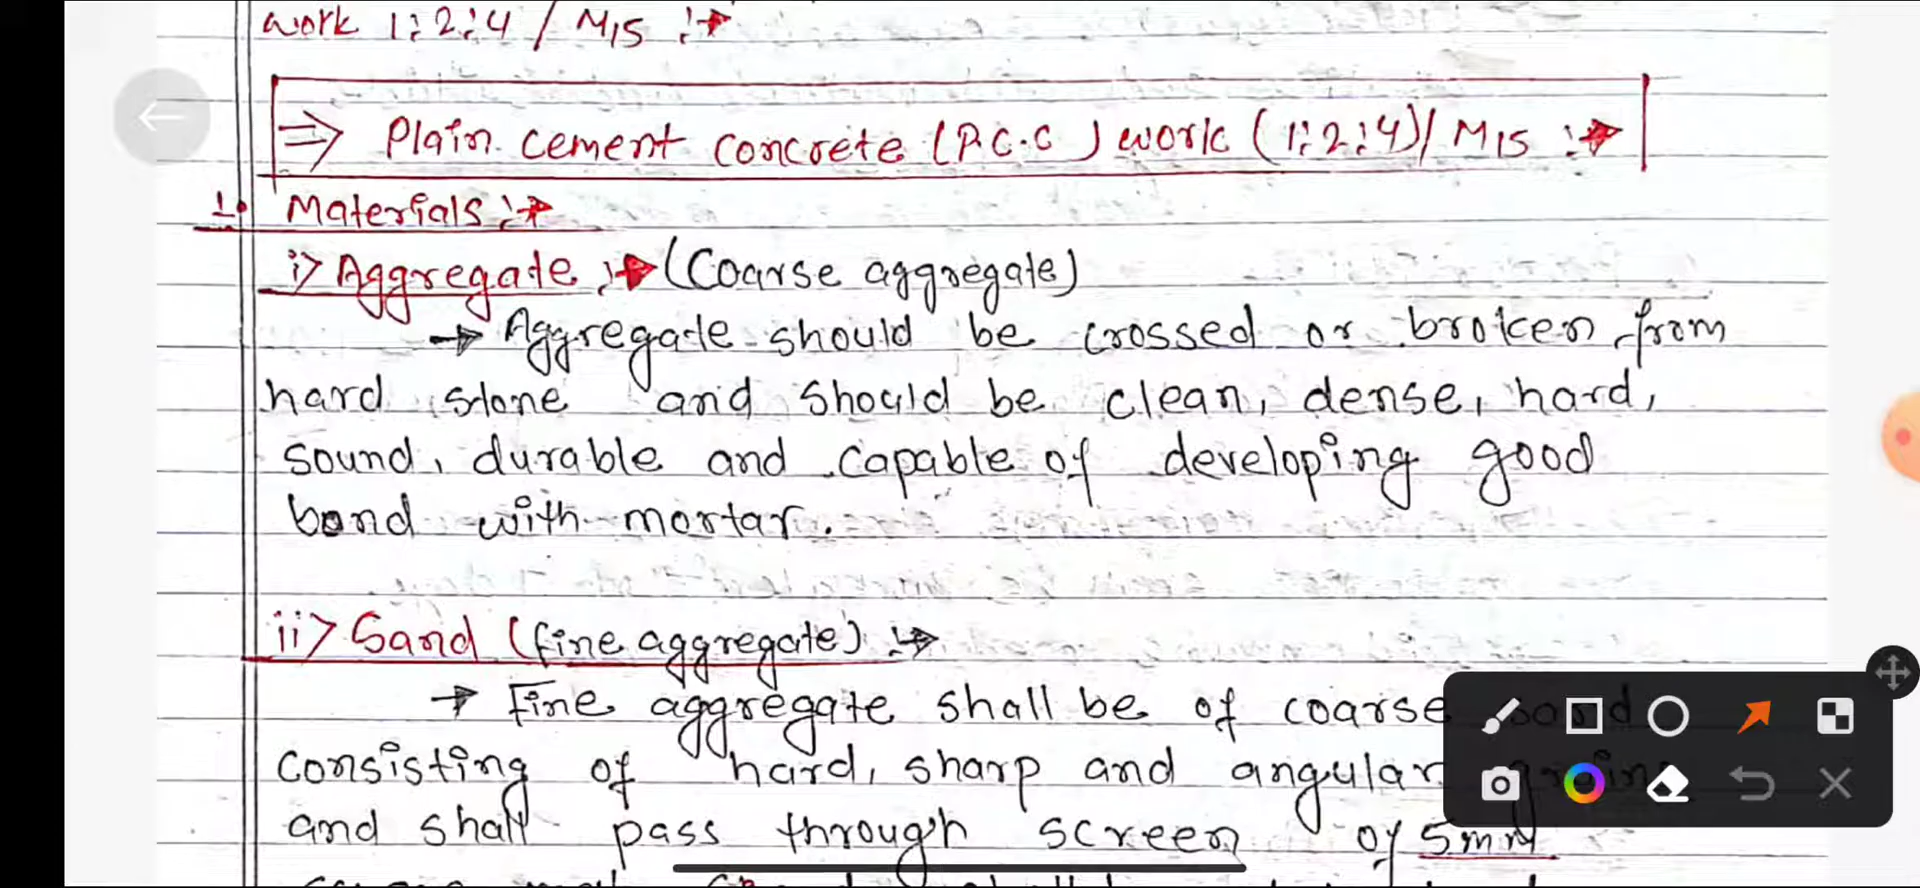 work 1:2:4 / M15 :→
⇒ Plain cement concrete (P.C.C) work (1:2:4)/ M15 :→
1. Materials :→
i> Aggregate :→ (Coarse aggregate)
→ Aggregate should be crossed or broken from
hard stone and should be clean, dense, hard,
sound, durable and capable of developing good
bond with mortar.
ii> Sand (fine aggregate) :→
→ Fine aggregate shall be of coarse sand
consisting of hard, sharp and angular grains
and shall pass through screen of 5mm